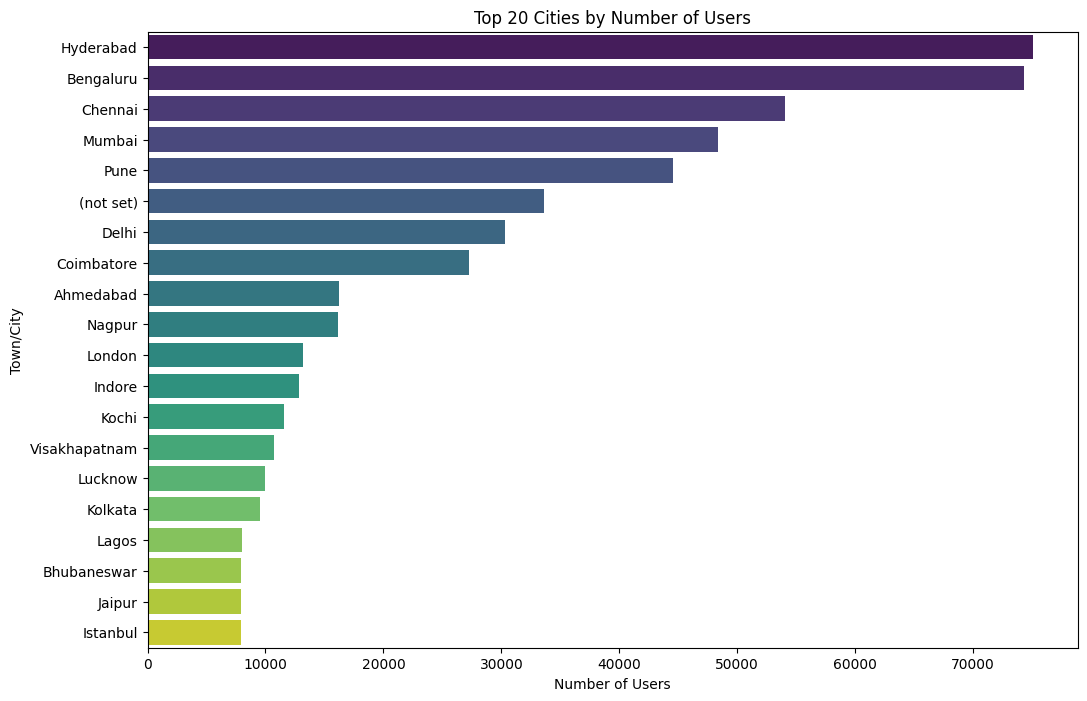 Top 20 Cities by Number of Users
Town/City
Hyderabad
Bengaluru
Chennai
Mumbai
Pune
(not set)
Delhi
Coimbatore
Ahmedabad
Nagpur
London
Indore
Kochi
Visakhapatnam
Lucknow
Kolkata
Lagos
Bhubaneswar
Jaipur
Istanbul
0 10000 20000 30000 40000 50000 60000 70000
Number of Users